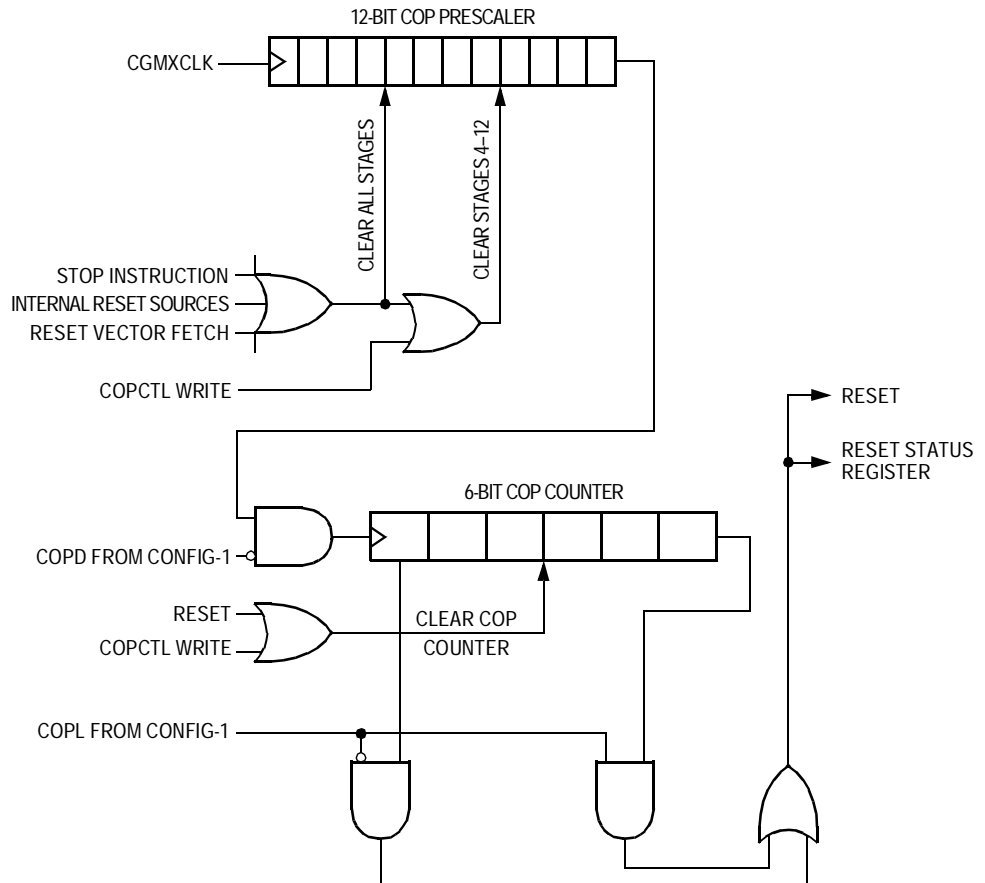 12-BIT COP PRESCALER
CGMXCLK
CLEAR ALL STAGES
CLEAR STAGES 4–12
STOP INSTRUCTION
INTERNAL RESET SOURCES
RESET VECTOR FETCH
COPCTL WRITE
RESET
RESET STATUS
REGISTER
6-BIT COP COUNTER
COPD FROM CONFIG-1
RESET
CLEAR COP
COPCTL WRITE
COUNTER
COPL FROM CONFIG-1